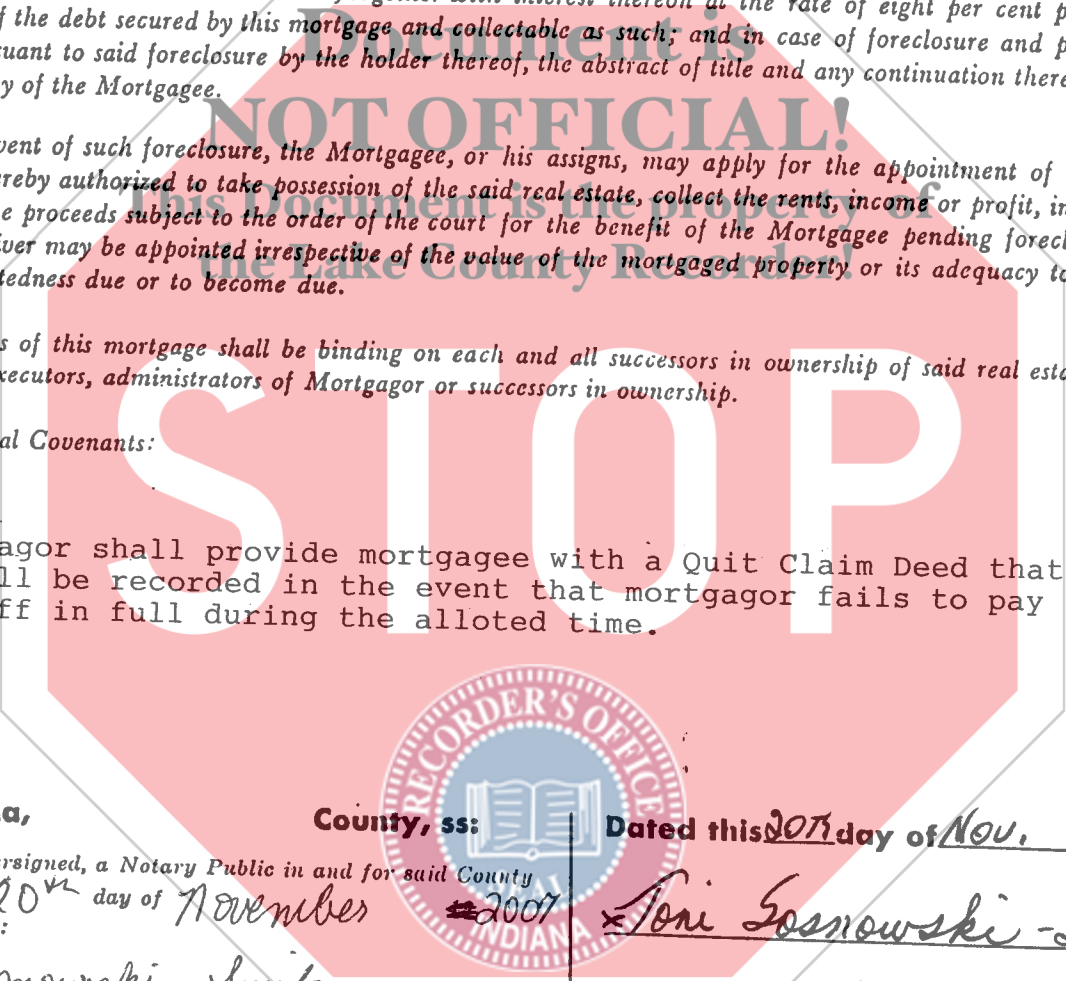 f the debt secured by this mortgage and collectable as such; and in case of foreclosure and p
uant to said foreclosure by the holder thereof, the abstract of title and any continuation there
y of the Mortgagee.
Document is
NOT OFFICIAL!
This Document is the property of
the Lake County Recorder!
vent of such foreclosure, the Mortgagee, or his assigns, may apply for the appointment of
reby authorized to take possession of the said real estate, collect the rents, income or profit, in
e proceeds subject to the order of the court for the benefit of the Mortgagee pending forecl
iver may be appointed irrespective of the value of the mortgaged property or its adequacy to
tedness due or to become due.
s of this mortgage shall be binding on each and all successors in ownership of said real esta
xecutors, administrators of Mortgagor or successors in ownership.
al Covenants:
STOP
agor shall provide mortgagee with a Quit Claim Deed that
ll be recorded in the event that mortgagor fails to pay
ff in full during the alloted time.
RECORDER'S OFFICE
SEAL
INDIANA
a,
County, ss:
rsigned, a Notary Public in and for said County
20th day of November 2007
:
Dated this 20th day of Nov.
x Toni Sosnowski -